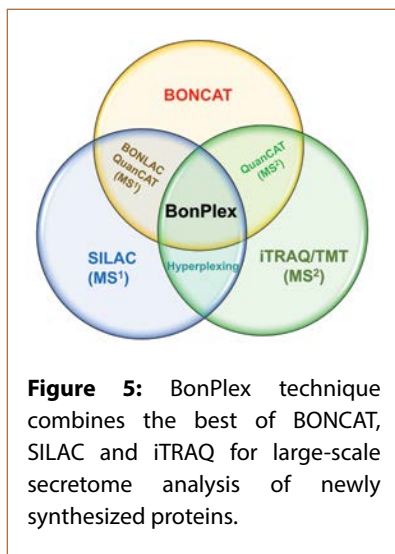 BONCAT
BONLAC
QuanCAT
(MS¹)
QuanCAT
(MS²)
BonPlex
SILAC
(MS¹)
Hyperplexing
iTRAQ/TMT
(MS²)
Figure 5: BonPlex technique
combines the best of BONCAT,
SILAC and iTRAQ for large-scale
secretome analysis of newly
synthesized proteins.